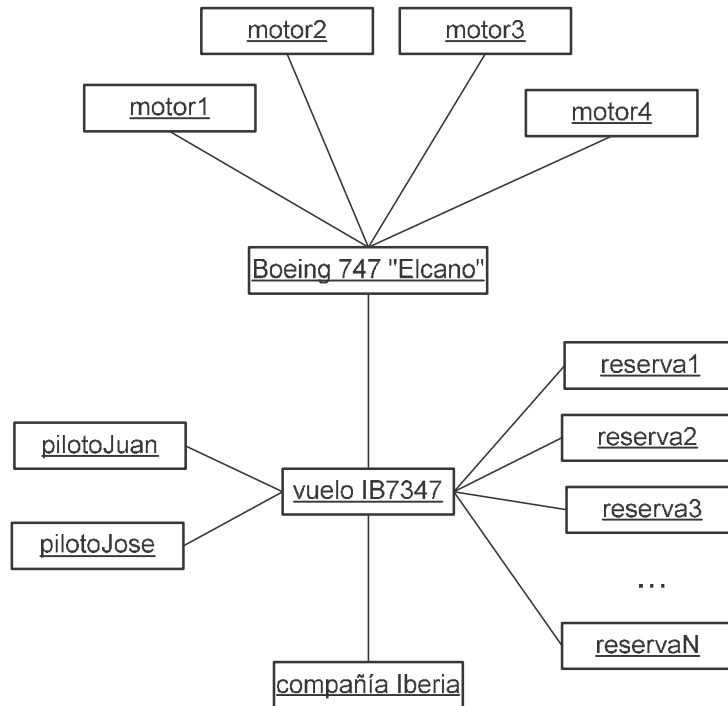 motor2
motor3
motor1
motor4
Boeing 747 "Elcano"
reserva1
pilotoJuan
reserva2
vuelo IB7347
reserva3
pilotoJose
...
reservaN
compañía Iberia